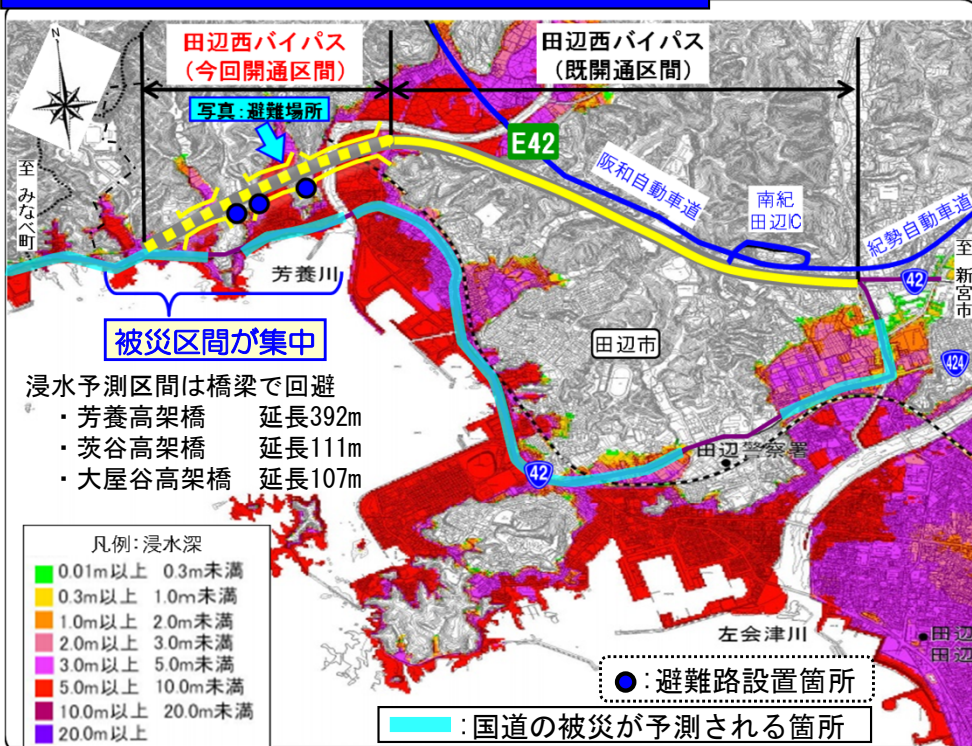 田辺西バイパス
(今回開通区間)
田辺西バイパス
(既開通区間)
N
写真:避難場所
E42
阪和自動車道
南紀
田辺IC
紀勢自動車道
至 みなべ町
至 新宮市
42
芳養川
被災区間が集中
田辺市
424
浸水予測区間は橋梁で回避
・芳養高架橋 延長392m
・茨谷高架橋 延長111m
・大屋谷高架橋 延長107m
田辺警察署
42
凡例:浸水深
0.01m以上 0.3m未満
0.3m以上 1.0m未満
1.0m以上 2.0m未満
2.0m以上 3.0m未満
3.0m以上 5.0m未満
5.0m以上 10.0m未満
10.0m以上 20.0m未満
20.0m以上
左会津川
田辺
:避難路設置箇所
:国道の被災が予測される箇所